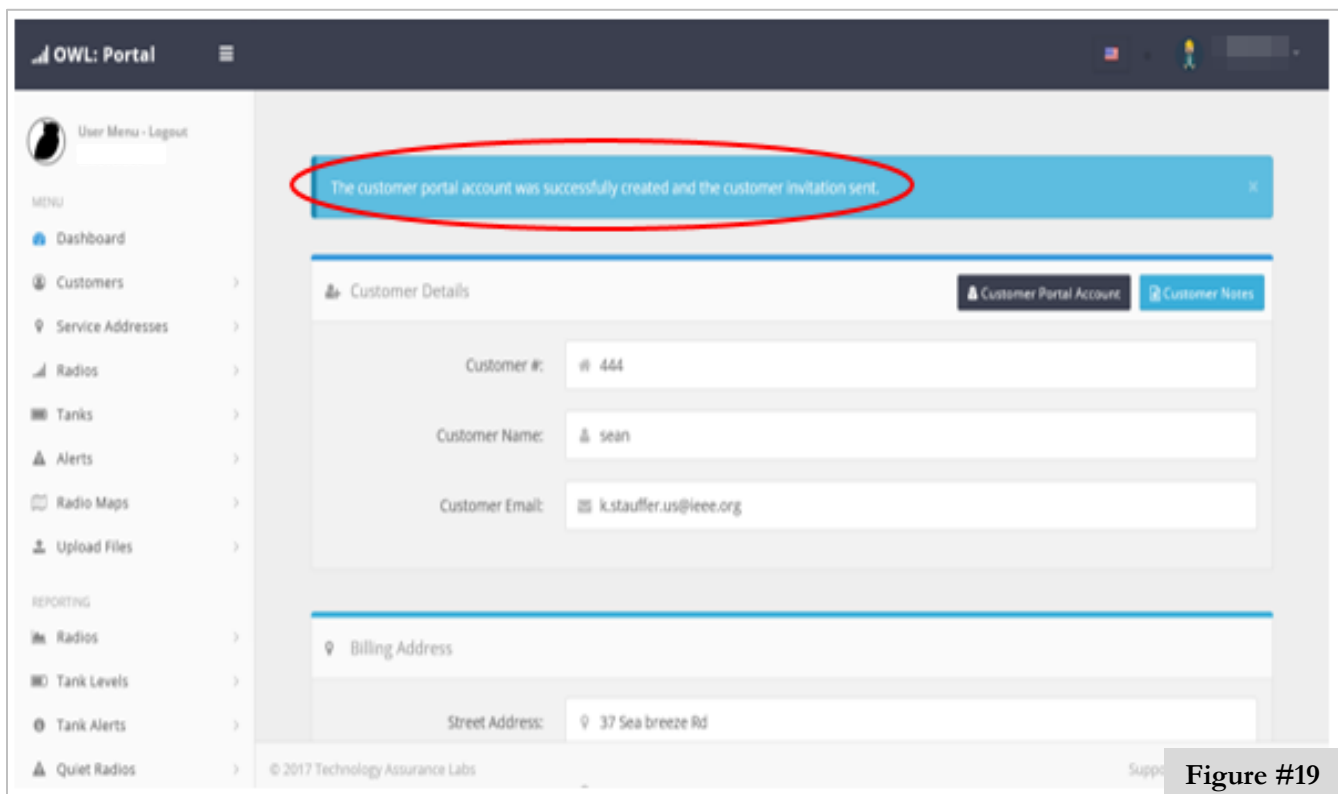 OWL: Portal
User Menu - Logout
The customer portal account was successfully created and the customer invitation sent.
×
MENU
Dashboard
Customers
Service Addresses
Radios
Tanks
Alerts
Radio Maps
Upload Files
REPORTING
Radios
Tank Levels
Tank Alerts
Quiet Radios
Customer Details
Customer Portal Account
Customer Notes
Customer #:
444
Customer Name:
sean
Customer Email:
k.stauffer.us@ieee.org
Billing Address
Street Address:
37 Sea breeze Rd
© 2017 Technology Assurance Labs
Figure #19